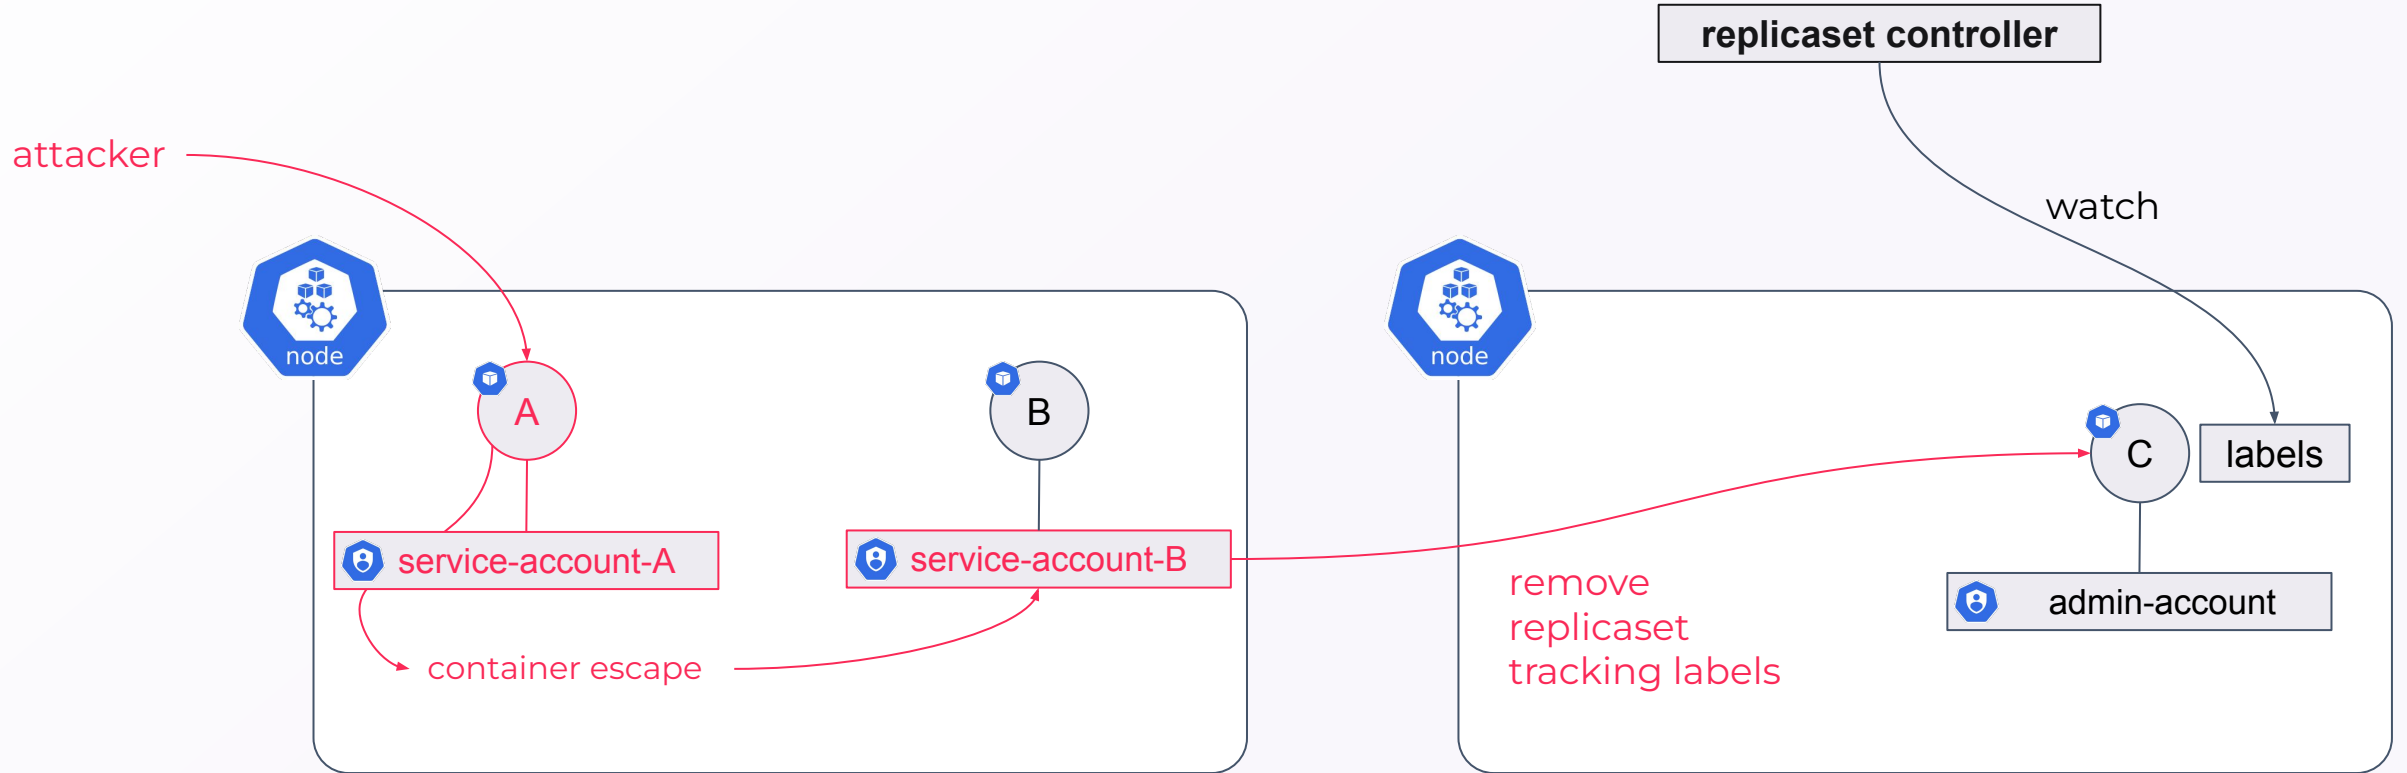 replicaset controller
attacker
watch
node
node
A
B
C
labels
service-account-A
service-account-B
remove
replicaset
tracking labels
admin-account
container escape